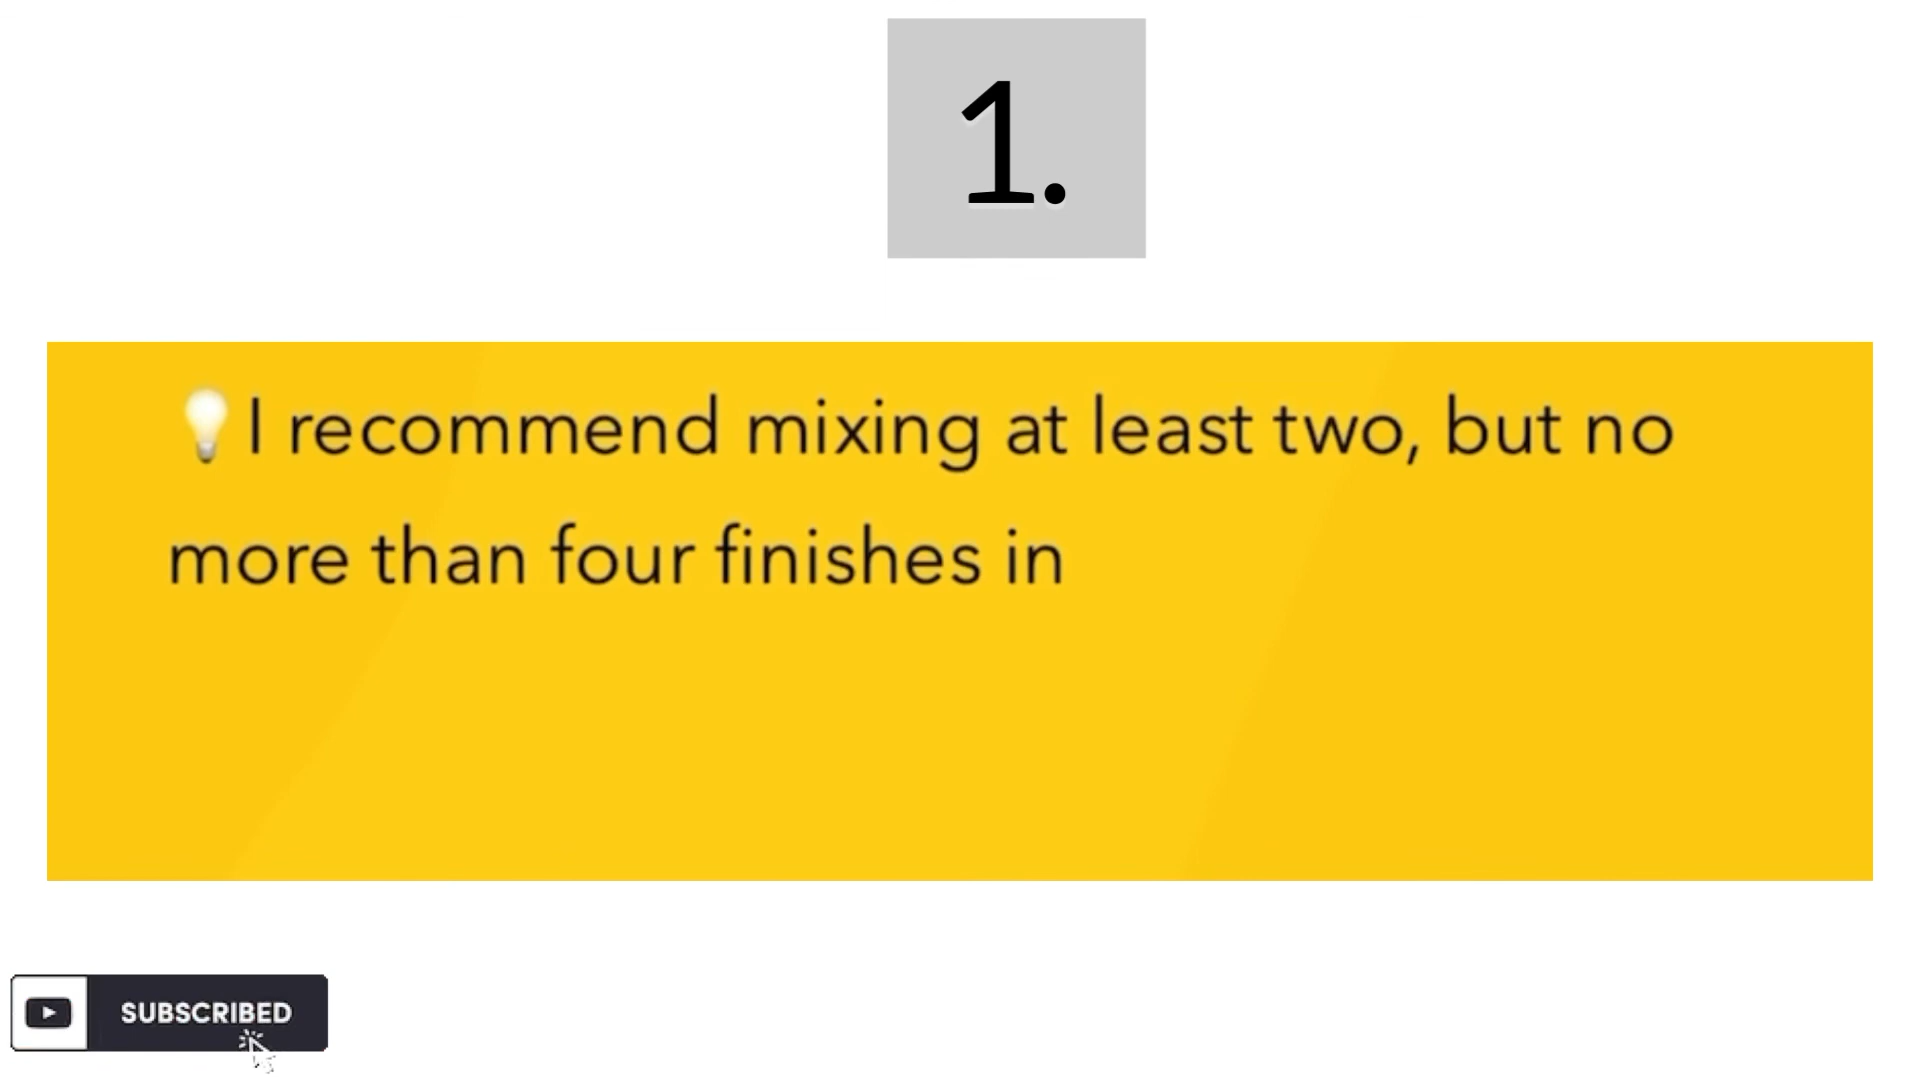 1.
💡I recommend mixing at least two, but no
more than four finishes in
SUBSCRIBED